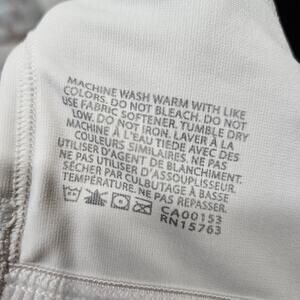 MACHINE WASH WARM WITH LIKE
COLORS. DO NOT BLEACH. DO NOT
USE FABRIC SOFTENER. TUMBLE DRY
LOW. DO NOT IRON. LAVER À LA
MACHINE À L'EAU TIEDE AVEC DES
COULEURS SIMILAIRES. NE PAS
UTILISER D'AGENT DE BLANCHIMENT.
NE PAS UTILISER D'ASSOUPLISSEUR.
SÉCHER PAR CULBUTAGE À BASSE
TEMPÉRATURE. NE PAS REPASSER.
CA00153
RN15763